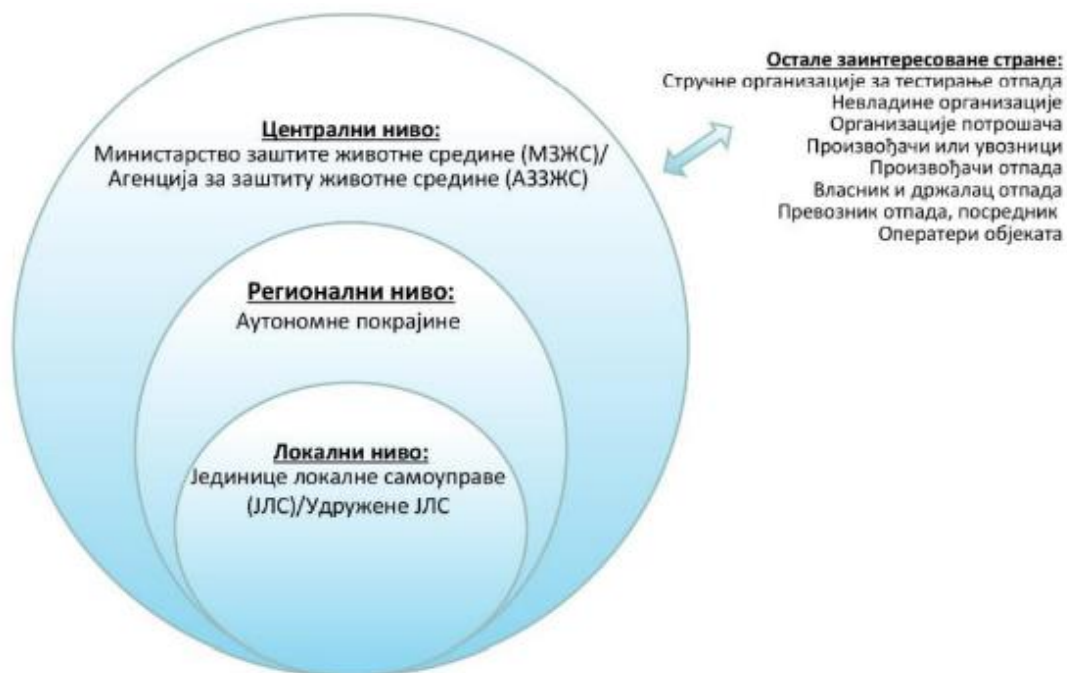 Централни ниво:
Министарство заштите животне средине (МЗЖС)/
Агенција за заштиту животне средине (АЗЗЖС)
Регионални ниво:
Аутономне покрајине
Локални ниво:
Јединице локалне самоуправе
(ЈЛС)/Удружене ЈЛС
Остале заинтересоване стране:
Стручне организације за тестирање отпада
Невладине организације
Организације потрошача
Произвођачи или увозници
Произвођачи отпада
Власник и држалац отпада
Превозник отпада, посредник
Оператери објеката